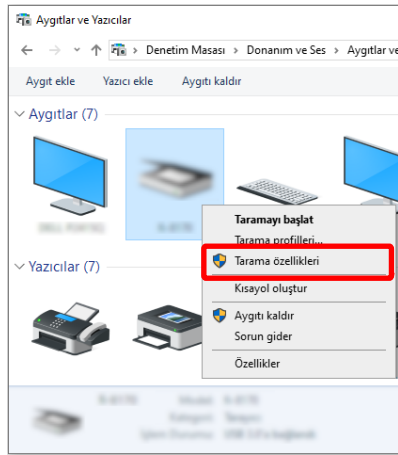 Aygıtlar ve Yazıcılar
Denetim Masası › Donanım ve Ses › Aygıtlar ve
Aygıt ekle Yazıcı ekle Aygıtı kaldır
Aygıtlar (7)
Taramayı başlat
Tarama profilleri...
Tarama özellikleri
Yazıcılar (7)
Kısayol oluştur
Aygıtı kaldır
Sorun gider
Özellikler